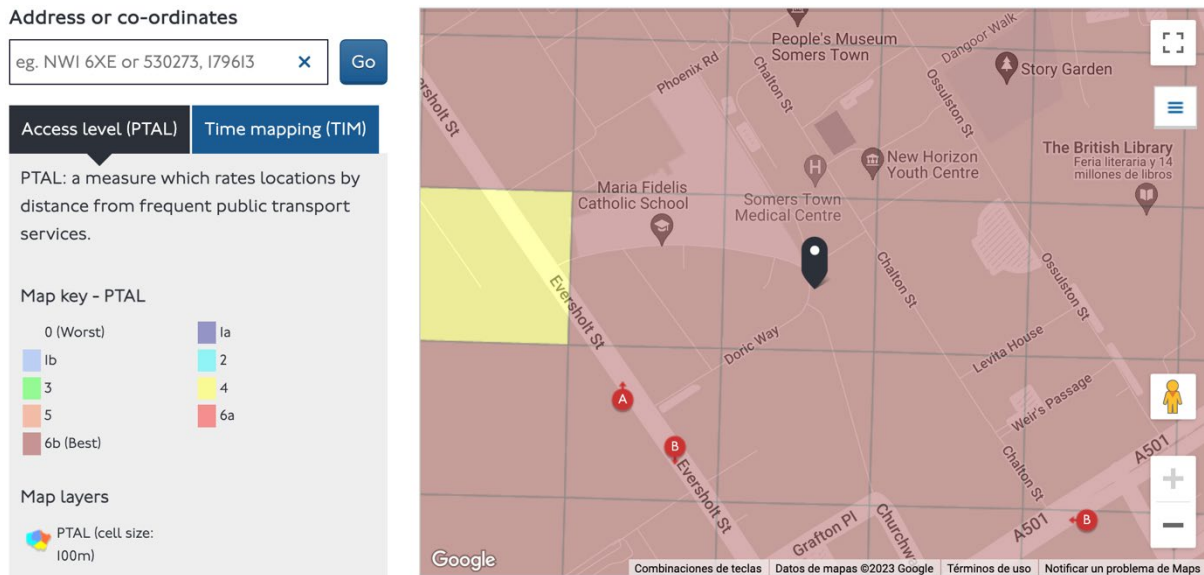 Address or co-ordinates
eg. NW1 6XE or 530273, 179613
Go
Access level (PTAL)
Time mapping (TIM)
PTAL: a measure which rates locations by
distance from frequent public transport
services.
Map key - PTAL
0 (Worst)
1a
1b
2
3
4
5
6a
6b (Best)
Map layers
PTAL (cell size:
100m)
People's Museum
Somers Town
Dangoor Walk
Phoenix Rd
Chalton St
Ossulston St
Story Garden
Eversholt St
The British Library
Feria literaria y 14
millones de libros
New Horizon
Youth Centre
H
Maria Fidelis
Catholic School
Somers Town
Medical Centre
Chalton St
Ossulston St
Eversholt St
Doric Way
Levita House
A
Weir's Passage
B
A501
Eversholt St
Chalton St
A501
B
Grafton Pl
Churchw
Google
Combinaciones de teclas
Datos de mapas ©2023 Google
Términos de uso
Notificar un problema de Maps